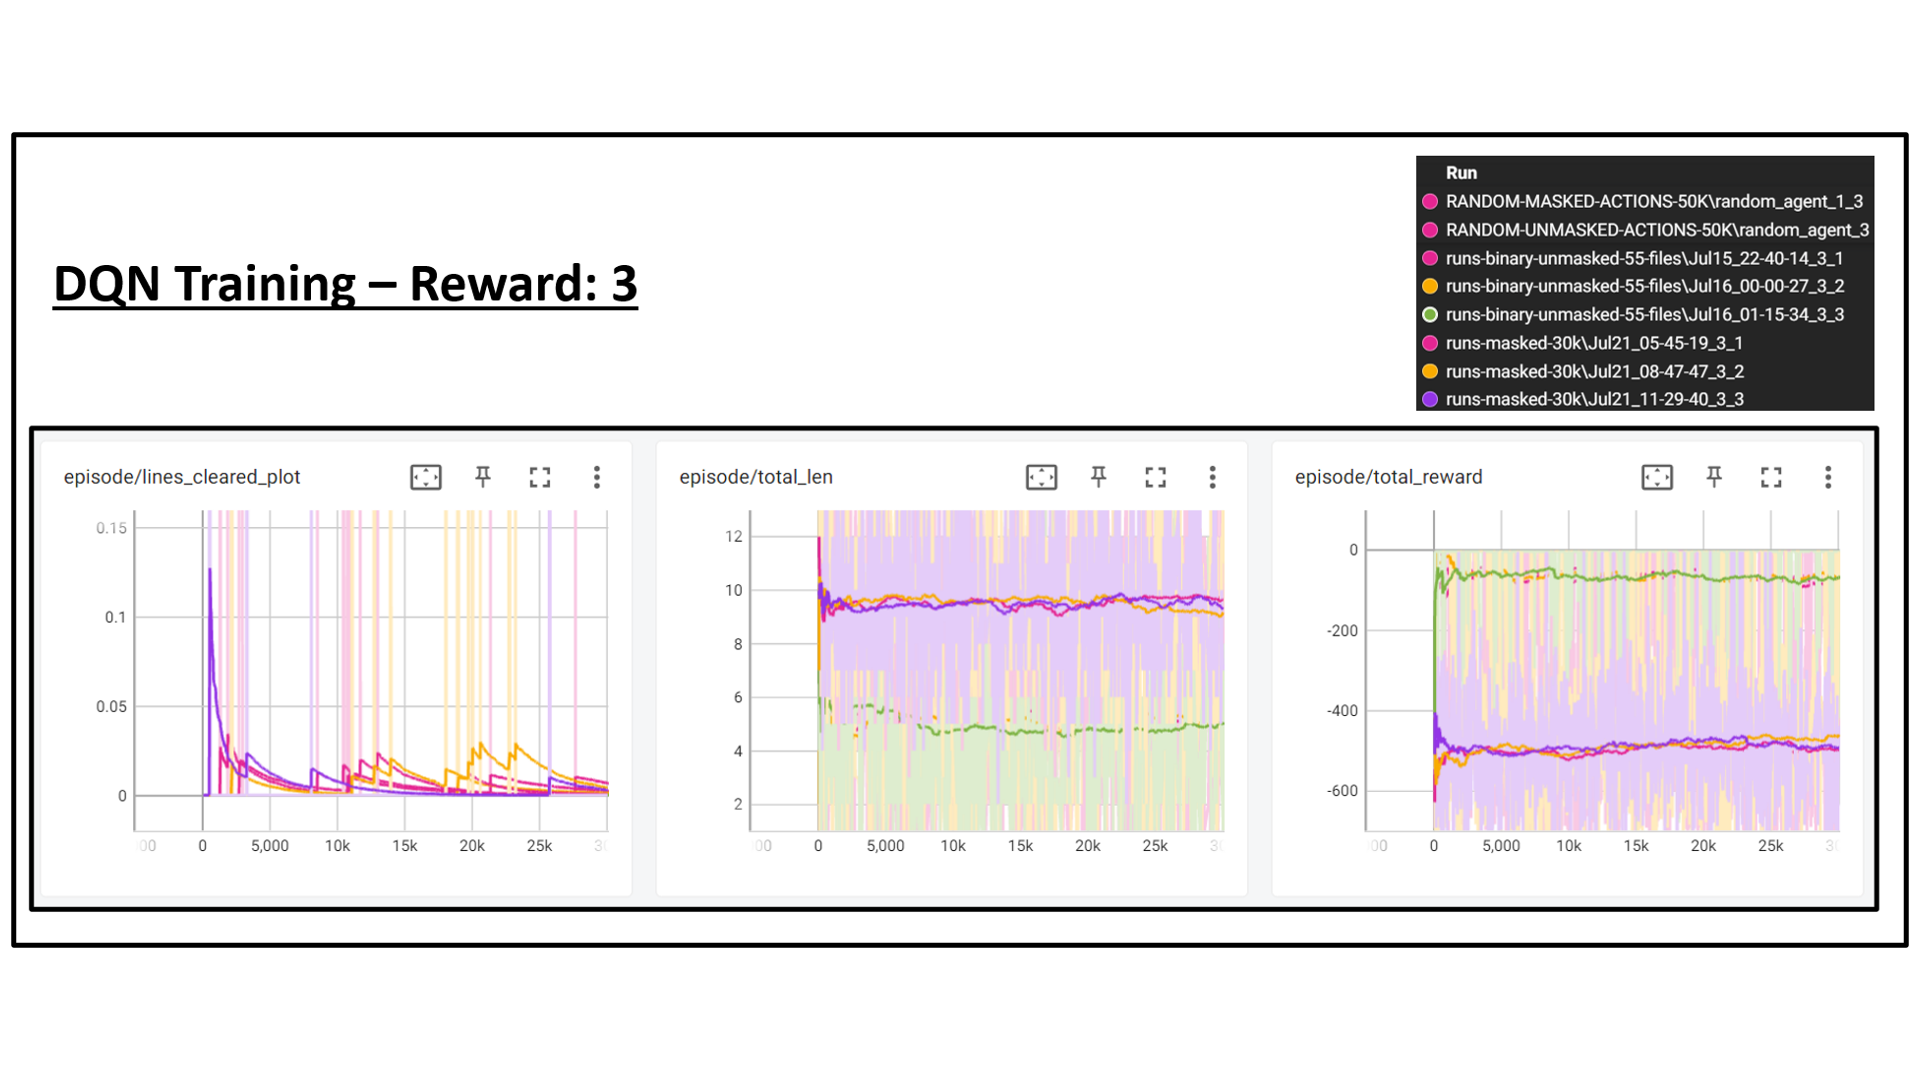 DQN Training – Reward: 3
Run
RANDOM-MASKED-ACTIONS-50K\random_agent_1_3
RANDOM-UNMASKED-ACTIONS-50K\random_agent_3
runs-binary-unmasked-55-files\Jul15_22-40-14_3_1
runs-binary-unmasked-55-files\Jul16_00-00-27_3_2
runs-binary-unmasked-55-files\Jul16_01-15-34_3_3
runs-masked-30k\Jul21_05-45-19_3_1
runs-masked-30k\Jul21_08-47-47_3_2
runs-masked-30k\Jul21_11-29-40_3_3
episode/lines_cleared_plot
0.15
0.1
0.05
0
00 0 5,000 10k 15k 20k 25k 3
episode/total_len
12
10
8
6
4
2
00 0 5,000 10k 15k 20k 25k 3
episode/total_reward
0
-200
-400
-600
00 0 5,000 10k 15k 20k 25k 3